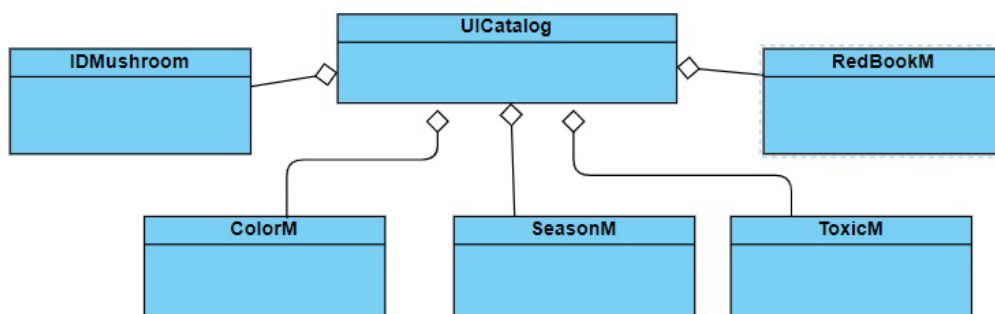 UICatalog
IDMushroom
RedBookM
ColorM
SeasonM
ToxicM